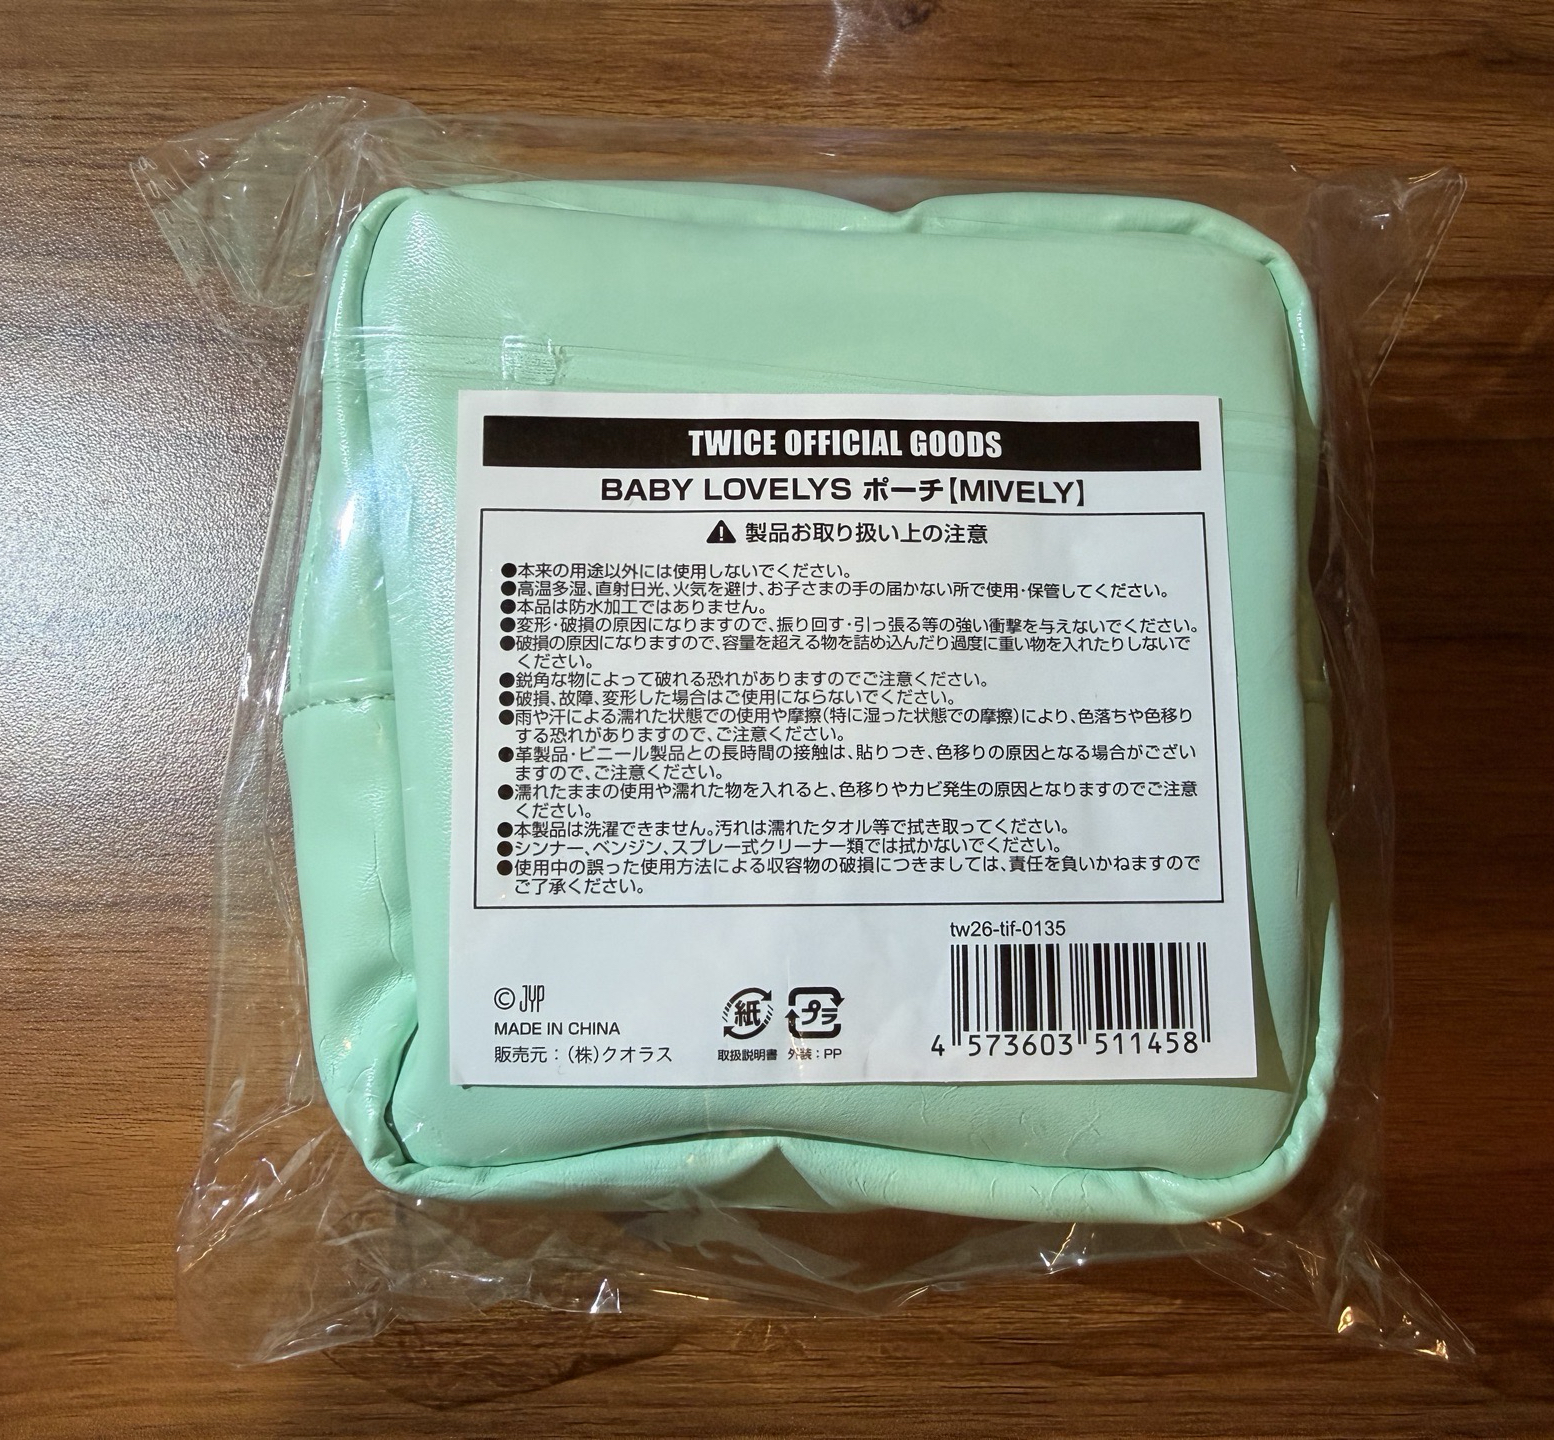 TWICE OFFICIAL GOODS
BABY LOVELYS ポーチ【MIVELY】
⚠ 製品お取り扱い上の注意
●本来の用途以外には使用しないでください。
●高温多湿、直射日光、火気を避け、お子さまの手の届かない所で使用・保管してください。
●本品は防水加工ではありません。
●変形・破損の原因になりますので、振り回す・引っ張る等の強い衝撃を与えないでください。
●破損の原因になりますので、容量を超える物を詰め込んだり過度に重い物を入れたりしないで
ください。
●鋭角な物によって破れる恐れがありますのでご注意ください。
●破損、故障、変形した場合はご使用にならないでください。
●雨や汗による濡れた状態での使用や摩擦(特に湿った状態での摩擦)により、色落ちや色移り
する恐れがありますので、ご注意ください。
●革製品・ビニール製品との長時間の接触は、貼りつき、色移りの原因となる場合がござい
ますので、ご注意ください。
●濡れたままの使用や濡れた物を入れると、色移りやカビ発生の原因となりますのでご注意
ください。
●本製品は洗濯できません。汚れは濡れたタオル等で拭き取ってください。
●シンナー、ベンジン、スプレー式クリーナー類では拭かないでください。
●使用中の誤った使用方法による収容物の破損につきましては、責任を負いかねますので
ご了承ください。
tw26-tif-0135
© JYP
MADE IN CHINA
販売元：(株)クオラス
紙 プラ
取扱説明書 外装：PP
4 573603 511458